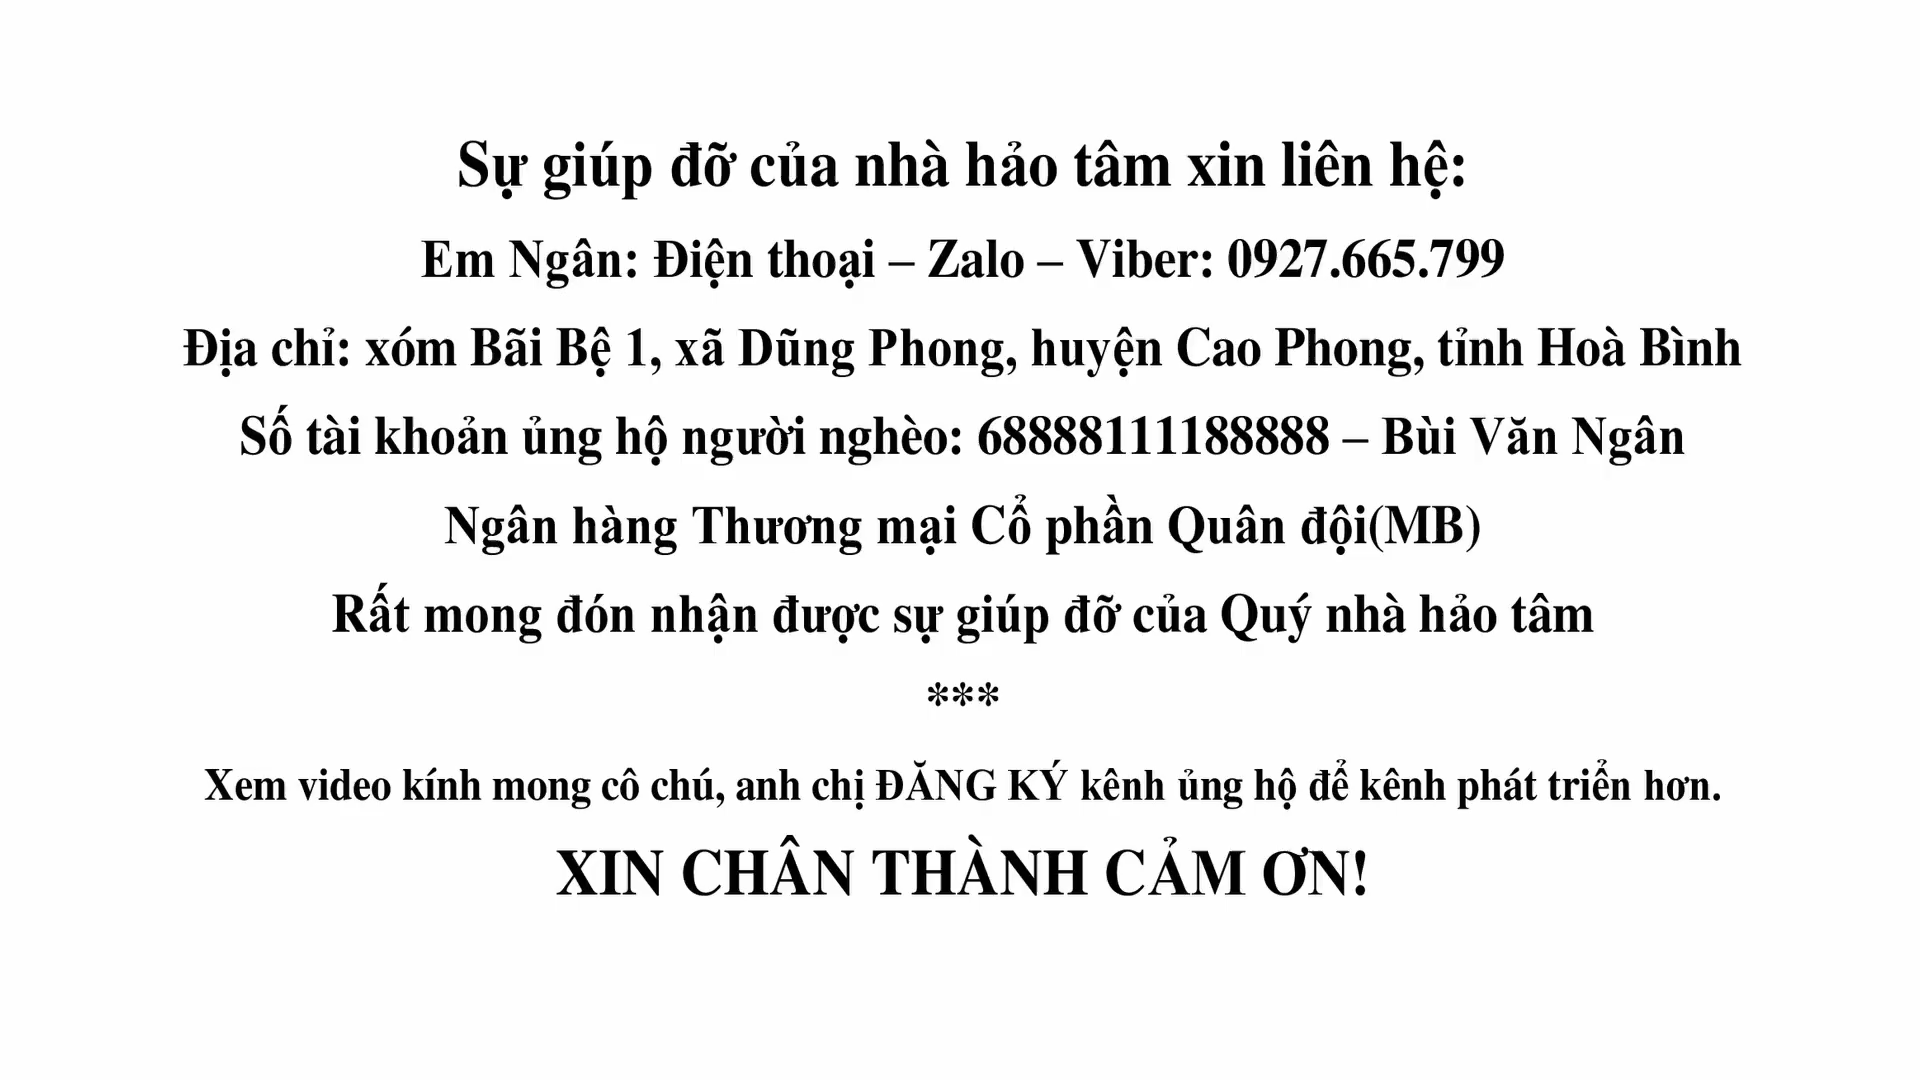 Sự giúp đỡ của nhà hảo tâm xin liên hệ:
Em Ngân: Điện thoại – Zalo – Viber: 0927.665.799
Địa chỉ: xóm Bãi Bệ 1, xã Dũng Phong, huyện Cao Phong, tỉnh Hoà Bình
Số tài khoản ủng hộ người nghèo: 68888111188888 – Bùi Văn Ngân
Ngân hàng Thương mại Cổ phần Quân đội(MB)
Rất mong đón nhận được sự giúp đỡ của Quý nhà hảo tâm
***
Xem video kính mong cô chú, anh chị ĐĂNG KÝ kênh ủng hộ để kênh phát triển hơn.
XIN CHÂN THÀNH CẢM ƠN!